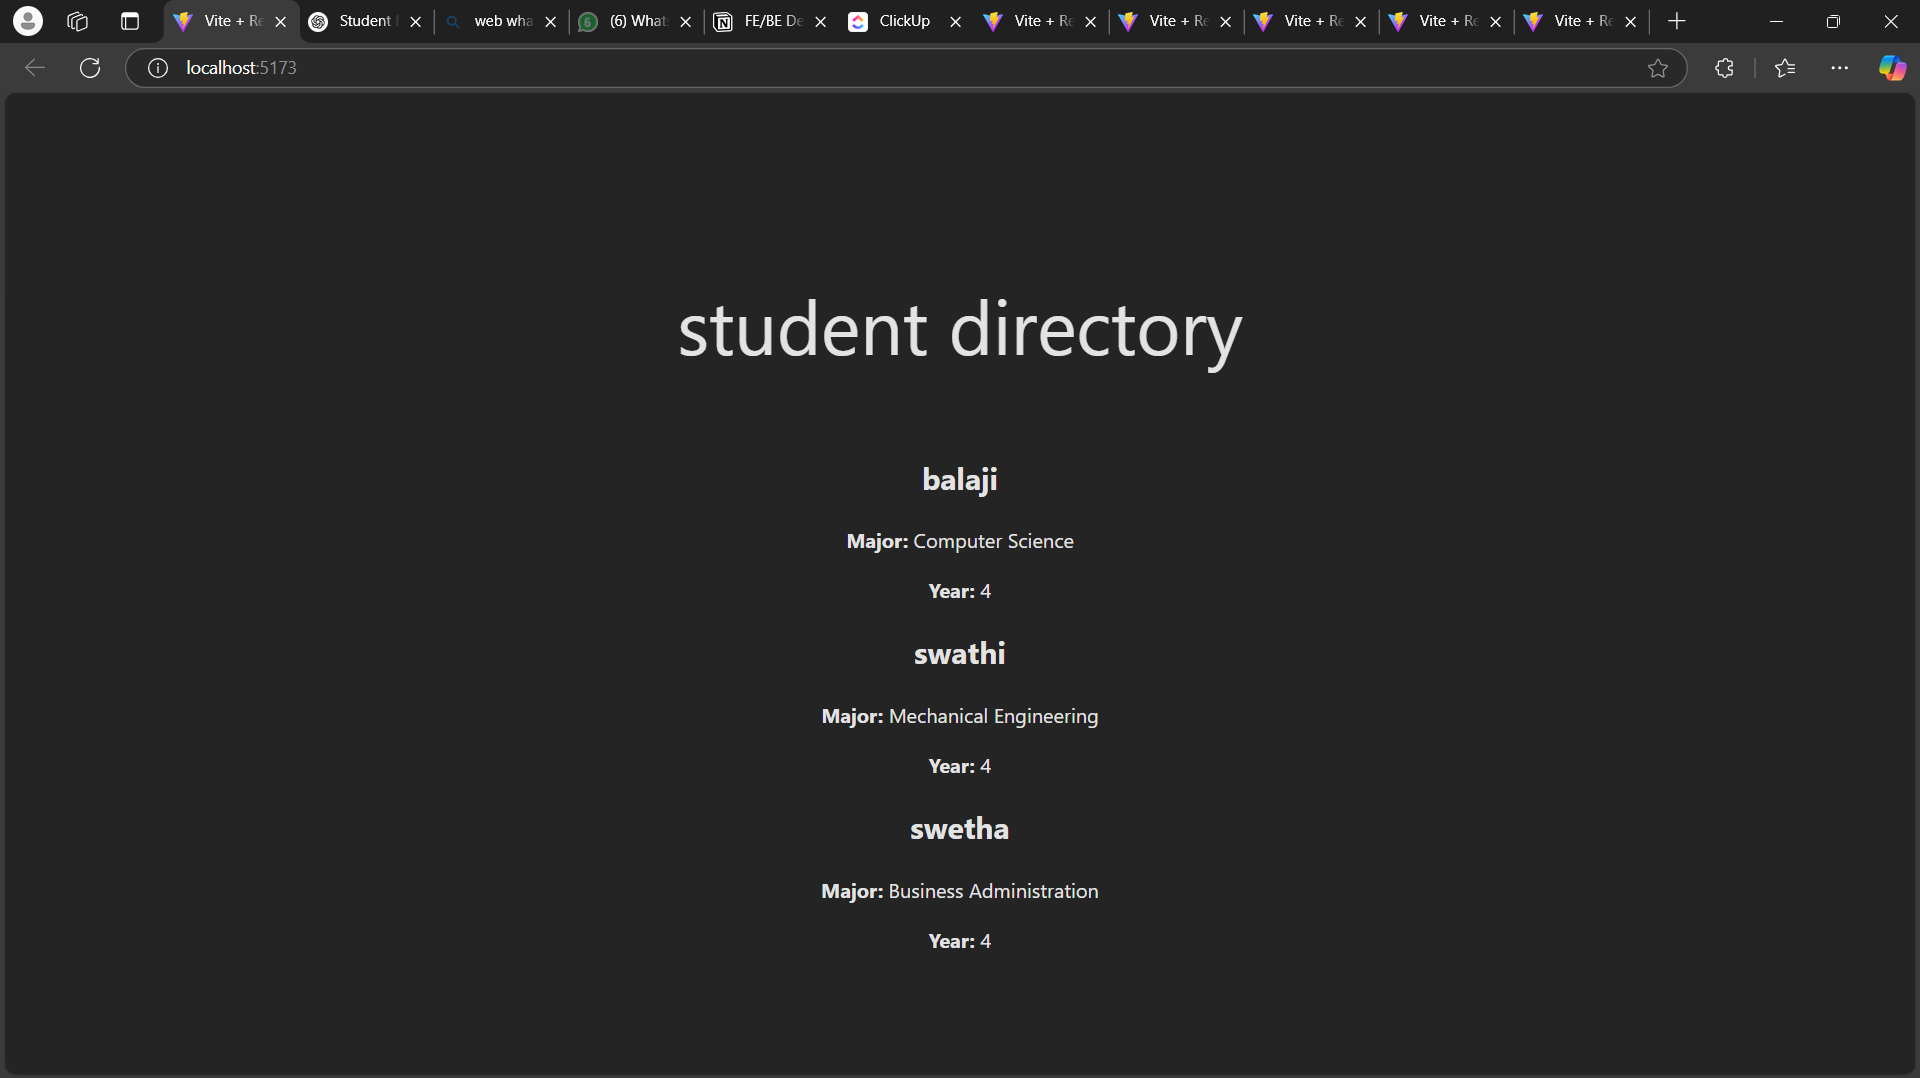 Vite + Re
Student
web wha
(6) What
FE/BE De
ClickUp
Vite + Re
Vite + Re
Vite + Re
Vite + Re
Vite + Re
localhost:5173
student directory
balaji
Major: Computer Science
Year: 4
swathi
Major: Mechanical Engineering
Year: 4
swetha
Major: Business Administration
Year: 4